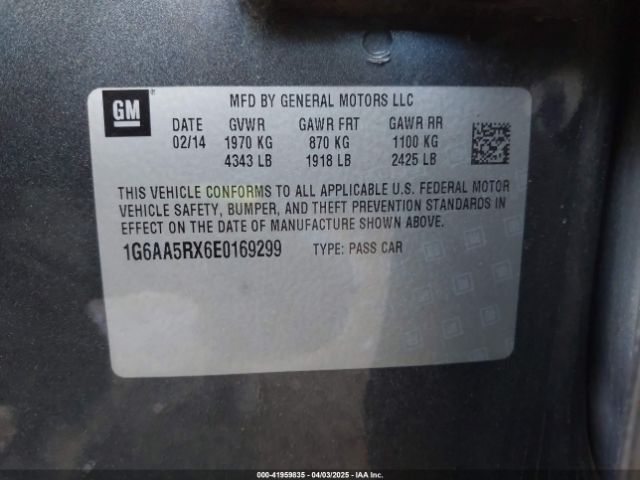 GM
MFD BY GENERAL MOTORS LLC
DATE GVWR GAWR FRT GAWR RR
02/14 1970 KG 870 KG 1100 KG
4343 LB 1918 LB 2425 LB
THIS VEHICLE CONFORMS TO ALL APPLICABLE U.S. FEDERAL MOTOR
VEHICLE SAFETY, BUMPER, AND THEFT PREVENTION STANDARDS IN
EFFECT ON THE DATE OF MANUFACTURE SHOWN ABOVE.
1G6AA5RX6E0169299 TYPE: PASS CAR
000-41959835 - 04/03/2025 - IAA Inc.